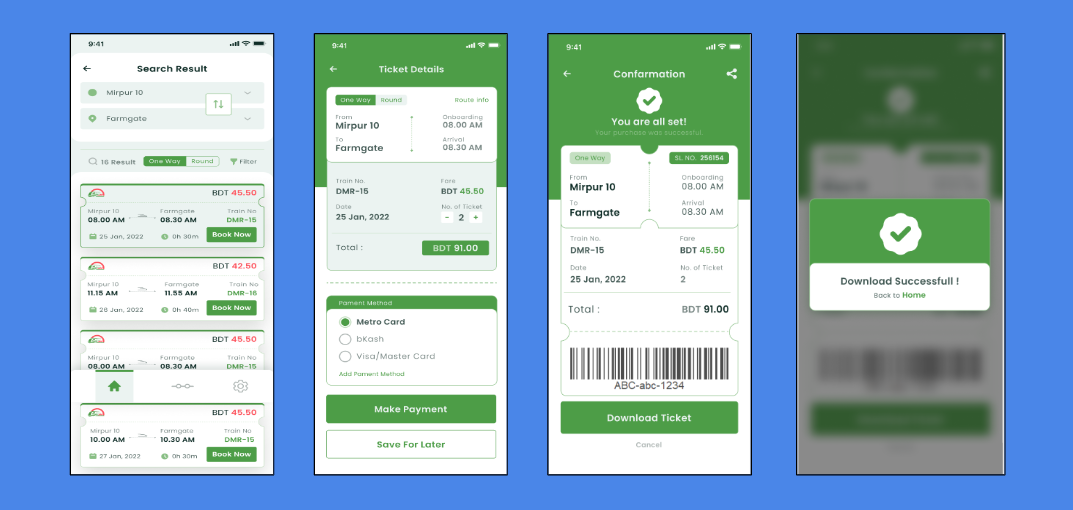 9:41
Search Result
Mirpur 10
Farmgate
16 Result One Way Round Filter
BDT 45.50
Mirpur 10 Farmgate Train No
08.00 AM 08.30 AM DMR-15
25 Jan, 2022 0h 30m Book Now
BDT 42.50
Mirpur 10 Farmgate Train No
11.15 AM 11.55 AM DMR-16
26 Jan, 2022 0h 40m Book Now
BDT 45.50
Mirpur 10 Farmgate Train No
08.00 AM 08.30 AM DMR-15
BDT 45.50
Mirpur 10 Farmgate Train No
10.00 AM 10.30 AM DMR-15
27 Jan, 2022 0h 30m Book Now
9:41
Ticket Details
One Way Round Route Info
From Onboarding
Mirpur 10 08.00 AM
To Arrival
Farmgate 08.30 AM
Train No. Fare
DMR-15 BDT 45.50
Date No. of Ticket
25 Jan, 2022 - 2 +
Total : BDT 91.00
Pament Method
Metro Card
bKash
Visa/Master Card
Add Pament Method
Make Payment
Save For Later
9:41
Confarmation
You are all set!
Your purchase was successful.
One Way SL NO. 256154
From Onboarding
Mirpur 10 08.00 AM
To Arrival
Farmgate 08.30 AM
Train No. Fare
DMR-15 BDT 45.50
Date No. of Ticket
25 Jan, 2022 2
Total : BDT 91.00
ABC-abc-1234
Download Ticket
Cancel
Download Successfull !
Back to Home